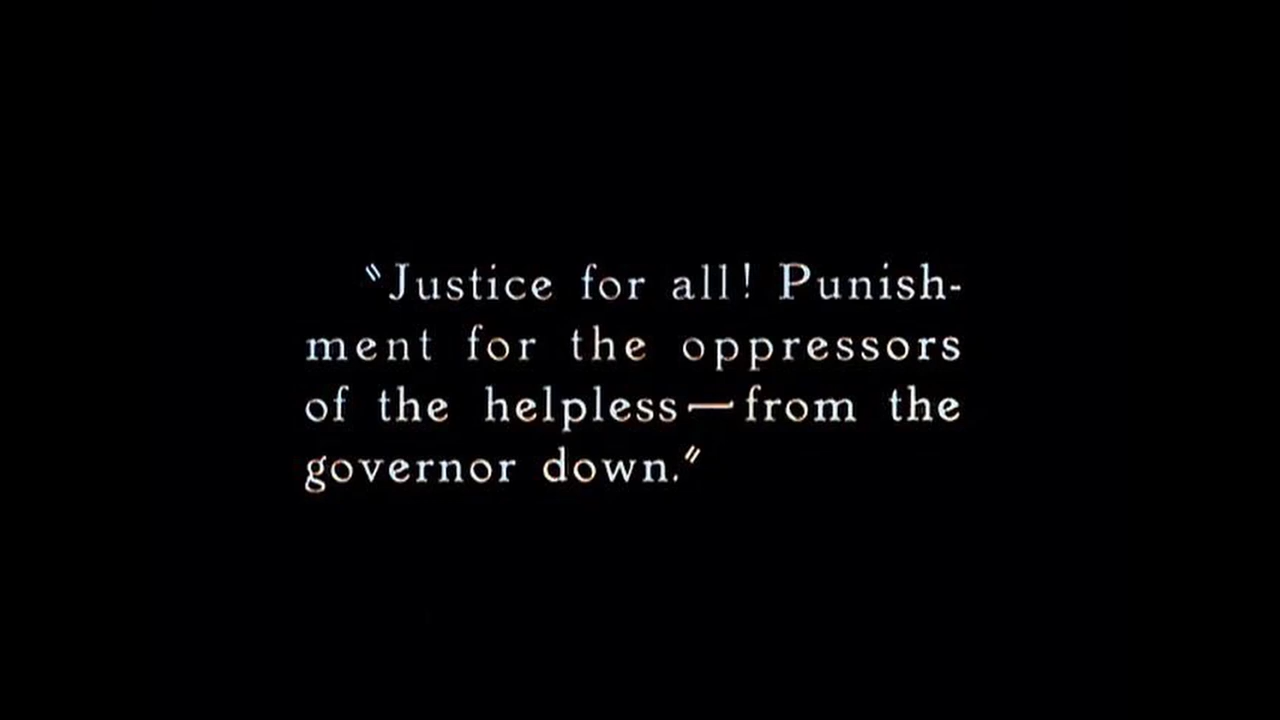 "Justice for all! Punish-
ment for the oppressors
of the helpless—from the
governor down."